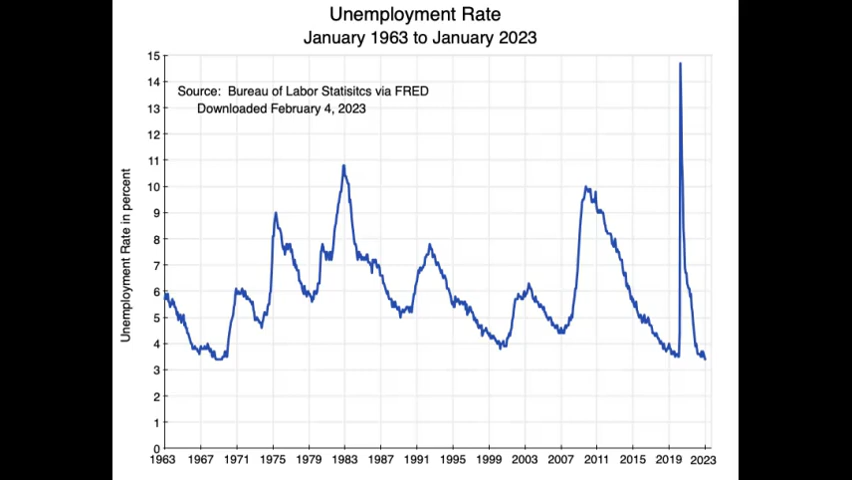 Unemployment Rate
January 1963 to January 2023
Source: Bureau of Labor Statisitcs via FRED
Downloaded February 4, 2023
Unemployment Rate in percent
15
14
13
12
11
10
9
8
7
6
5
4
3
2
1
0
1963 1967 1971 1975 1979 1983 1987 1991 1995 1999 2003 2007 2011 2015 2019 2023